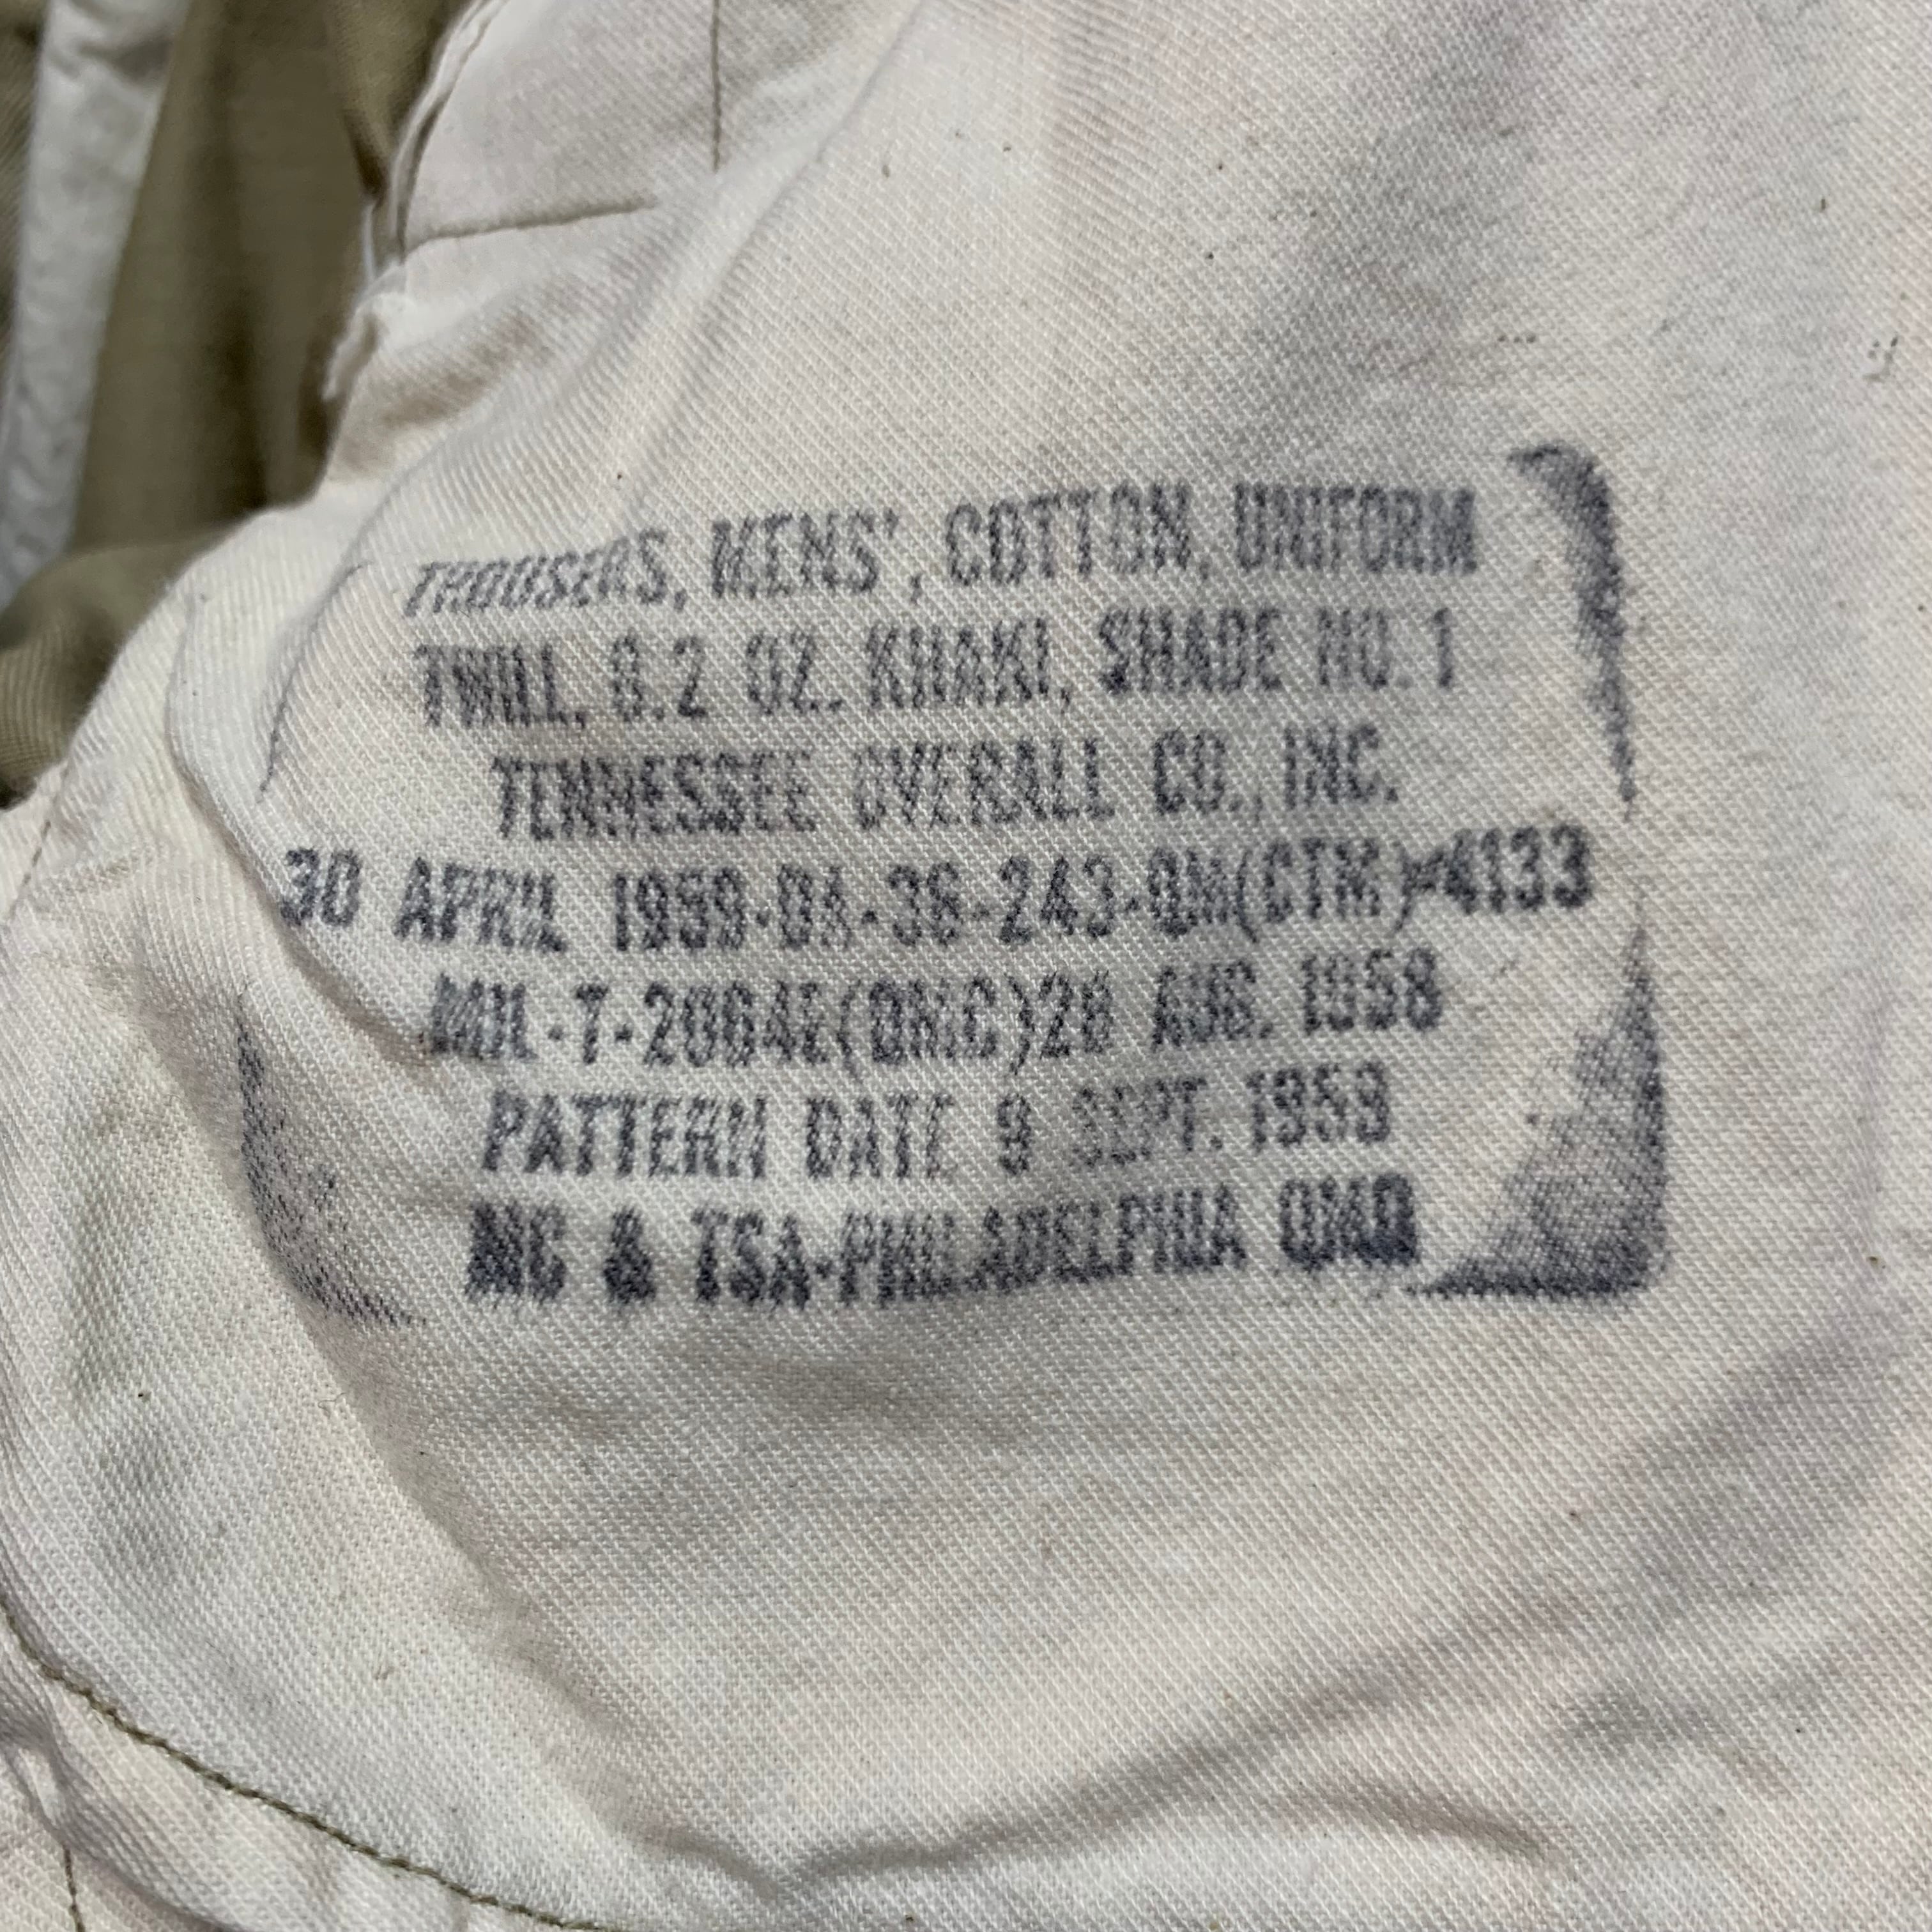 TROUSERS, MENS', COTTON, UNIFORM
TWILL, 8.2 OZ. KHAKI, SHADE NO. 1
TENNESSEE OVERALL CO., INC.
30 APRIL 1959-DA-36-243-QM(CTM)-4133
MIL-T-2064E(QMC)28 AUG. 1958
PATTERN DATE 9 SEPT. 1958
MC & TSA-PHILADELPHIA QMD